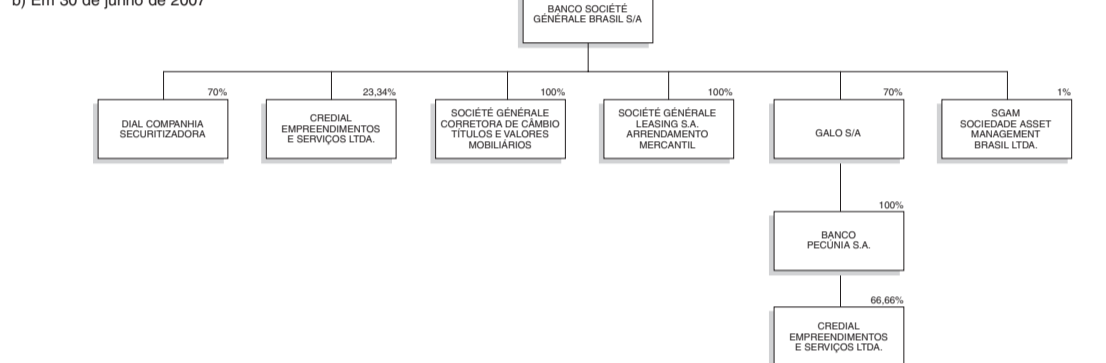 b) Em 30 de junho de 2007
BANCO SOCIÉTÉ
GÉNÉRALE BRASIL S/A
70%
DIAL COMPANHIA
SECURITIZADORA
23,34%
CREDIAL
EMPREENDIMENTOS
E SERVIÇOS LTDA.
100%
SOCIÉTÉ GÉNÉRALE
CORRETORA DE CÂMBIO
TÍTULOS E VALORES
MOBILIÁRIOS
100%
SOCIÉTÉ GÉNÉRALE
LEASING S.A.
ARRENDAMENTO
MERCANTIL
70%
GALO S/A
1%
SGAM
SOCIEDADE ASSET
MANAGEMENT
BRASIL LTDA.
100%
BANCO
PECÚNIA S.A.
66,66%
CREDIAL
EMPREENDIMENTOS
E SERVIÇOS LTDA.